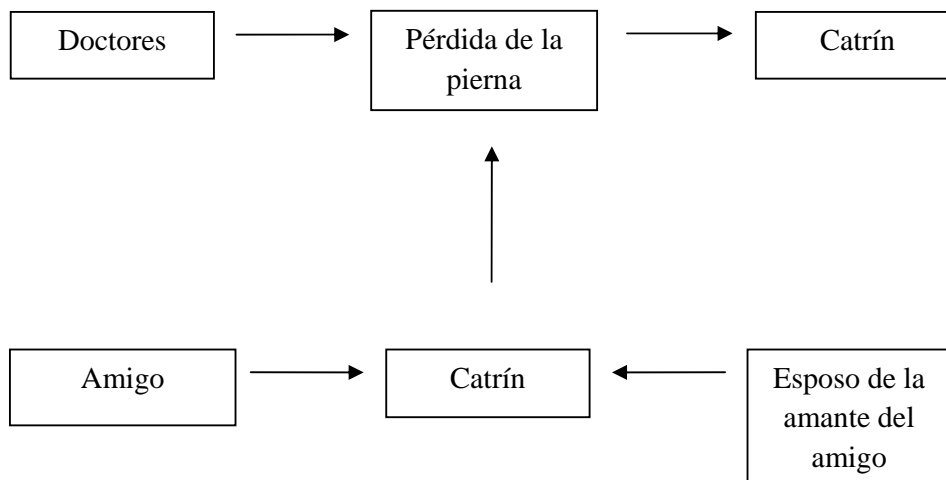 Doctores
Pérdida de la
pierna
Catrín
Amigo
Catrín
Esposo de la
amante del
amigo